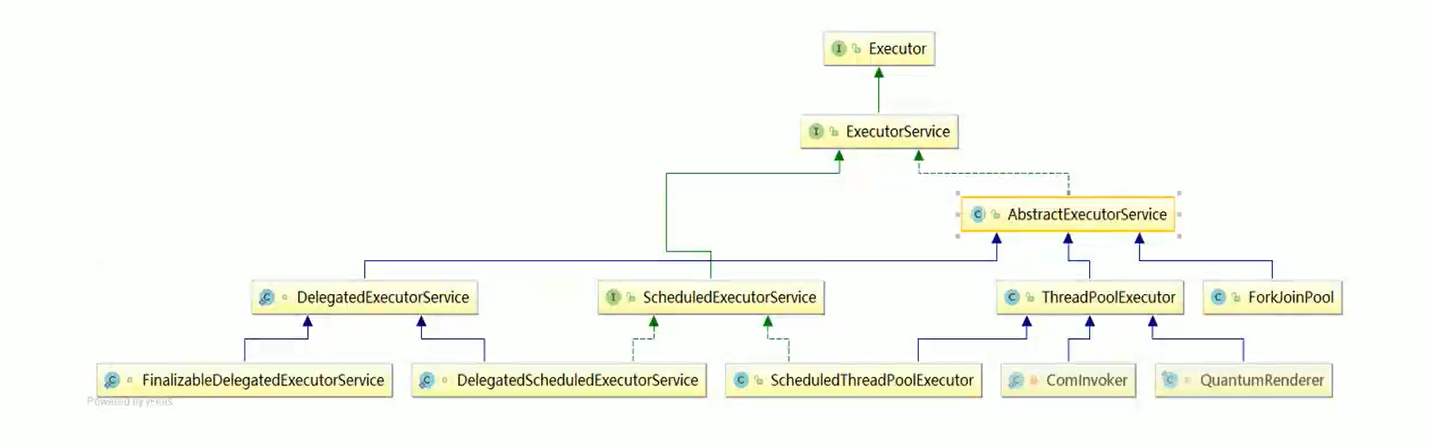 Executor
ExecutorService
AbstractExecutorService
DelegatedExecutorService
ScheduledExecutorService
ThreadPoolExecutor
ForkJoinPool
FinalizableDelegatedExecutorService
DelegatedScheduledExecutorService
ScheduledThreadPoolExecutor
ComInvoker
QuantumRenderer
Powered by yFiles